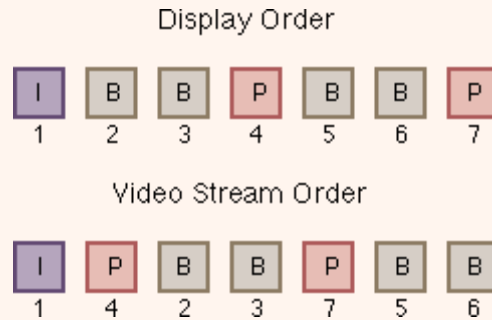 Display Order
I B B P B B P
1 2 3 4 5 6 7
Video Stream Order
I P B B P B B
1 4 2 3 7 5 6